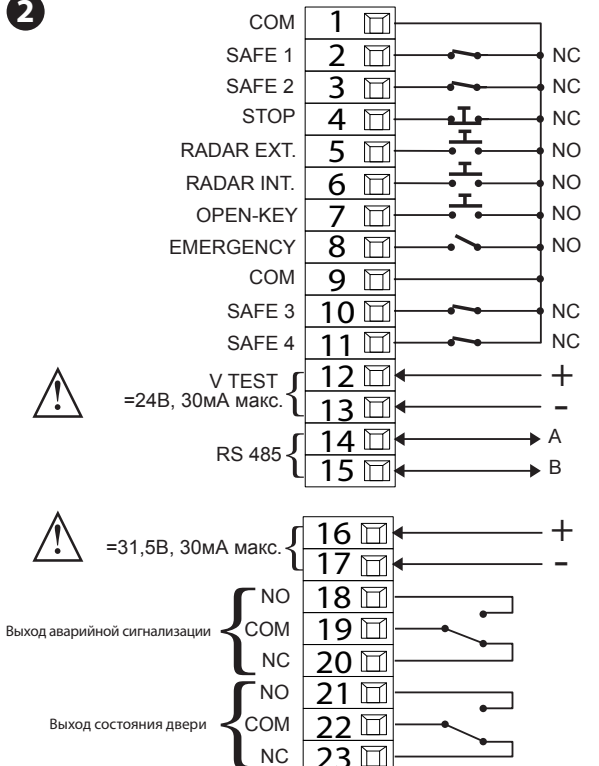 2
COM 1
SAFE 1 2 NC
SAFE 2 3 NC
STOP 4 NC
RADAR EXT. 5 NO
RADAR INT. 6 NO
OPEN-KEY 7 NO
EMERGENCY 8 NO
COM 9
SAFE 3 10 NC
SAFE 4 11 NC
V TEST 12 +
=24В, 30мА макс. 13 -
RS 485 14 A
15 B
=31,5В, 30мА макс. 16 +
17 -
NO 18
Выход аварийной сигнализации COM 19
NC 20
NO 21
Выход состояния двери COM 22
NC 23